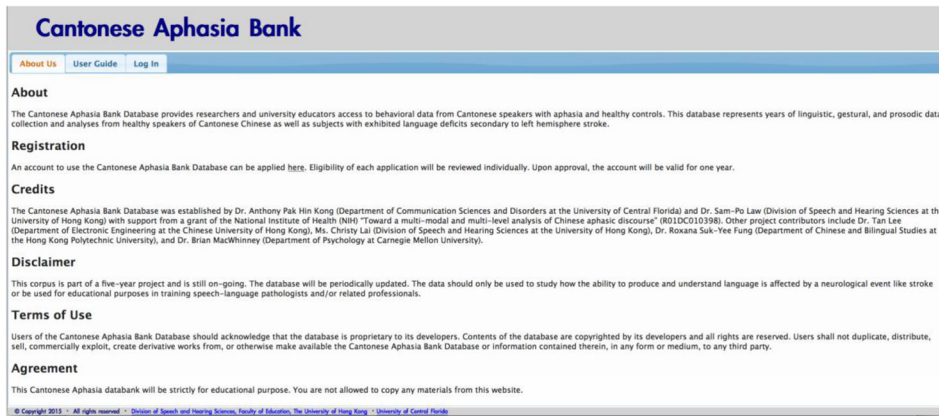 Cantonese Aphasia Bank
About Us User Guide Log In
About
The Cantonese Aphasia Bank Database provides researchers and university educators access to behavioral data from Cantonese speakers with aphasia and healthy controls. This database represents years of linguistic, gestural, and prosodic data
collection and analyses from healthy speakers of Cantonese Chinese as well as subjects with exhibited language deficits secondary to left hemisphere stroke.
Registration
An account to use the Cantonese Aphasia Bank Database can be applied here. Eligibility of each application will be reviewed individually. Upon approval, the account will be valid for one year.
Credits
The Cantonese Aphasia Bank Database was established by Dr. Anthony Pak Hin Kong (Department of Communication Sciences and Disorders at the University of Central Florida) and Dr. Sam-Po Law (Division of Speech and Hearing Sciences at the
University of Hong Kong) with support from a grant of the National Institute of Health (NIH) "Toward a multi-modal and multi-level analysis of Chinese aphasic discourse" (R01DC010398). Other project contributors include Dr. Tan Lee
(Department of Electronic Engineering at the Chinese University of Hong Kong), Ms. Christy Lai (Division of Speech and Hearing Sciences at the University of Hong Kong), Dr. Roxana Suk-Yee Fung (Department of Chinese and Bilingual Studies at
the Hong Kong Polytechnic University), and Dr. Brian MacWhinney (Department of Psychology at Carnegie Mellon University).
Disclaimer
This corpus is part of a five-year project and is still on-going. The database will be periodically updated. The data should only be used to study how the ability to produce and understand language is affected by a neurological event like stroke
or be used for educational purposes in training speech-language pathologists and/or related professionals.
Terms of Use
Users of the Cantonese Aphasia Bank Database should acknowledge that the database is proprietary to its developers. Contents of the database are copyrighted by its developers and all rights are reserved. Users shall not duplicate, distribute,
sell, commercially exploit, create derivative works from, or otherwise make available the Cantonese Aphasia Bank Database or information contained therein, in any form or medium, to any third party.
Agreement
This Cantonese Aphasia databank will be strictly for educational purpose. You are not allowed to copy any materials from this website.
© Copyright 2015 · All rights reserved · Division of Speech and Hearing Sciences, Faculty of Education, The University of Hong Kong · University of Central Florida